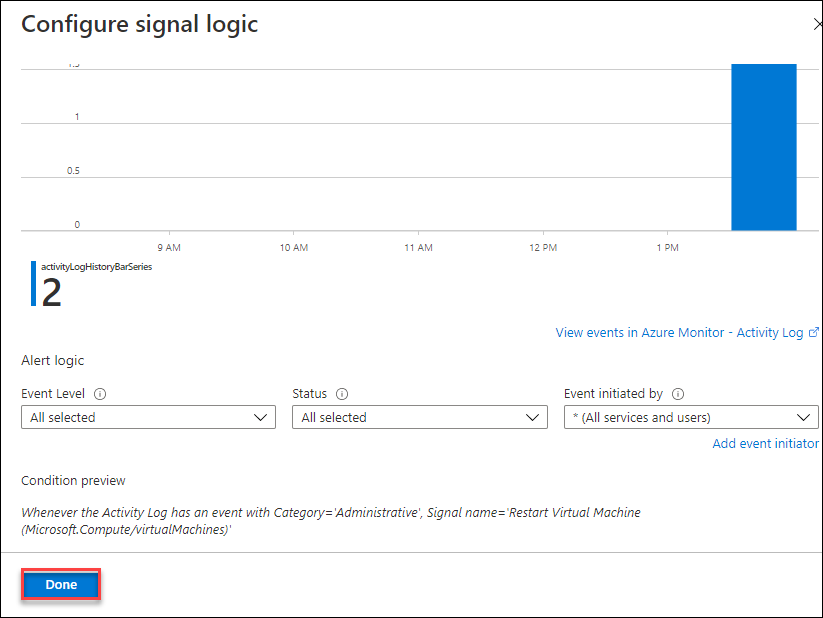 Configure signal logic
1.5
1
0.5
0
9 AM 10 AM 11 AM 12 PM 1 PM
activityLogHistoryBarSeries
2
View events in Azure Monitor - Activity Log
Alert logic
Event Level Status Event initiated by
All selected All selected * (All services and users)
Add event initiator
Condition preview
Whenever the Activity Log has an event with Category='Administrative', Signal name='Restart Virtual Machine
(Microsoft.Compute/virtualMachines)'
Done